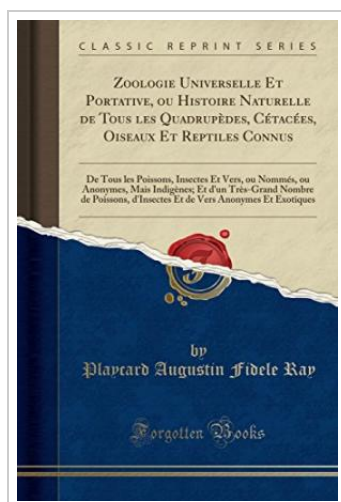 CLASSIC REPRINT SERIES
Zoologie Universelle Et
Portative, ou Histoire Naturelle
de Tous les Quadrupèdes, Cétacées,
Oiseaux Et Reptiles Connus
De Tous les Poissons, Insectes Et Vers, ou Nommés, ou
Anonymes, Mais Indigènes; Et d'un Très-Grand Nombre
de Poissons, d'Insectes Et de Vers Anonymes Et Exotiques
by
Playcard Augustin Fidele Ray
Forgotten Books